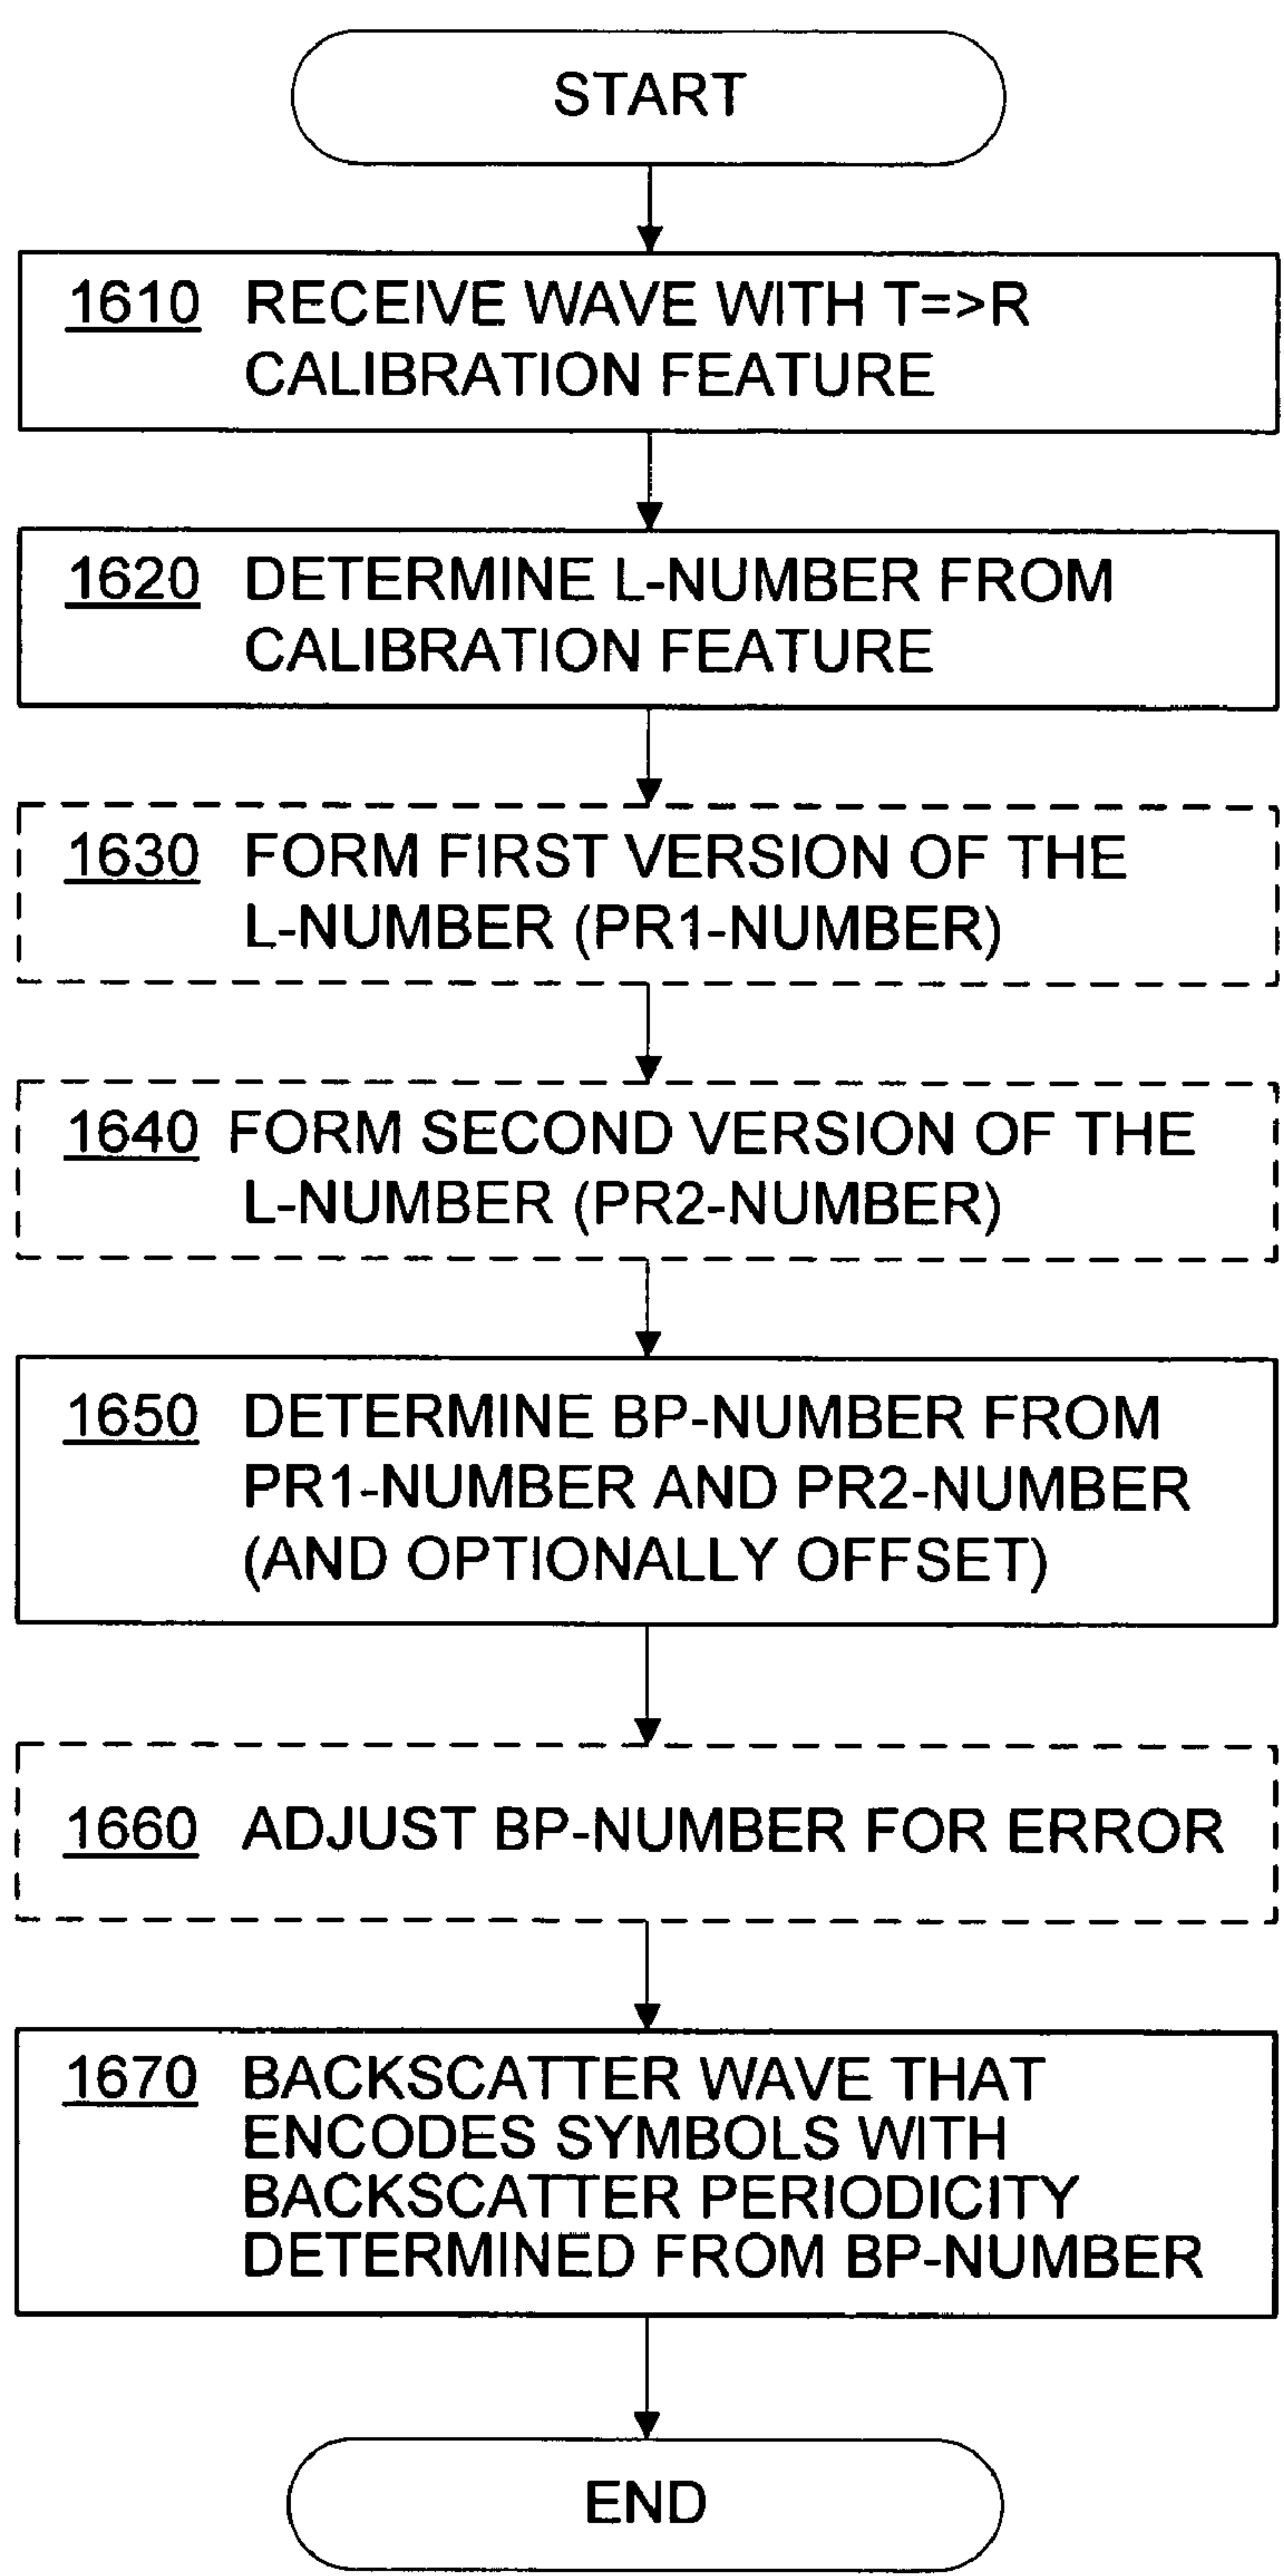 START
1610 RECEIVE WAVE WITH T=>R
CALIBRATION FEATURE
1620 DETERMINE L-NUMBER FROM
CALIBRATION FEATURE
1630 FORM FIRST VERSION OF THE
L-NUMBER (PR1-NUMBER)
1640 FORM SECOND VERSION OF THE
L-NUMBER (PR2-NUMBER)
1650 DETERMINE BP-NUMBER FROM
PR1-NUMBER AND PR2-NUMBER
(AND OPTIONALLY OFFSET)
1660 ADJUST BP-NUMBER FOR ERROR
1670 BACKSCATTER WAVE THAT
ENCODES SYMBOLS WITH
BACKSCATTER PERIODICITY
DETERMINED FROM BP-NUMBER
END